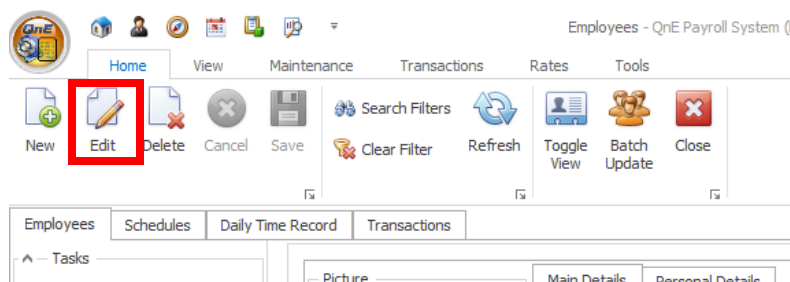 QnE
Employees - QnE Payroll System (
Home View Maintenance Transactions Rates Tools
New Edit Delete Cancel Save Search Filters Clear Filter Refresh Toggle View Batch Update Close
Employees Schedules Daily Time Record Transactions
Tasks
Picture Main Details Personal Details